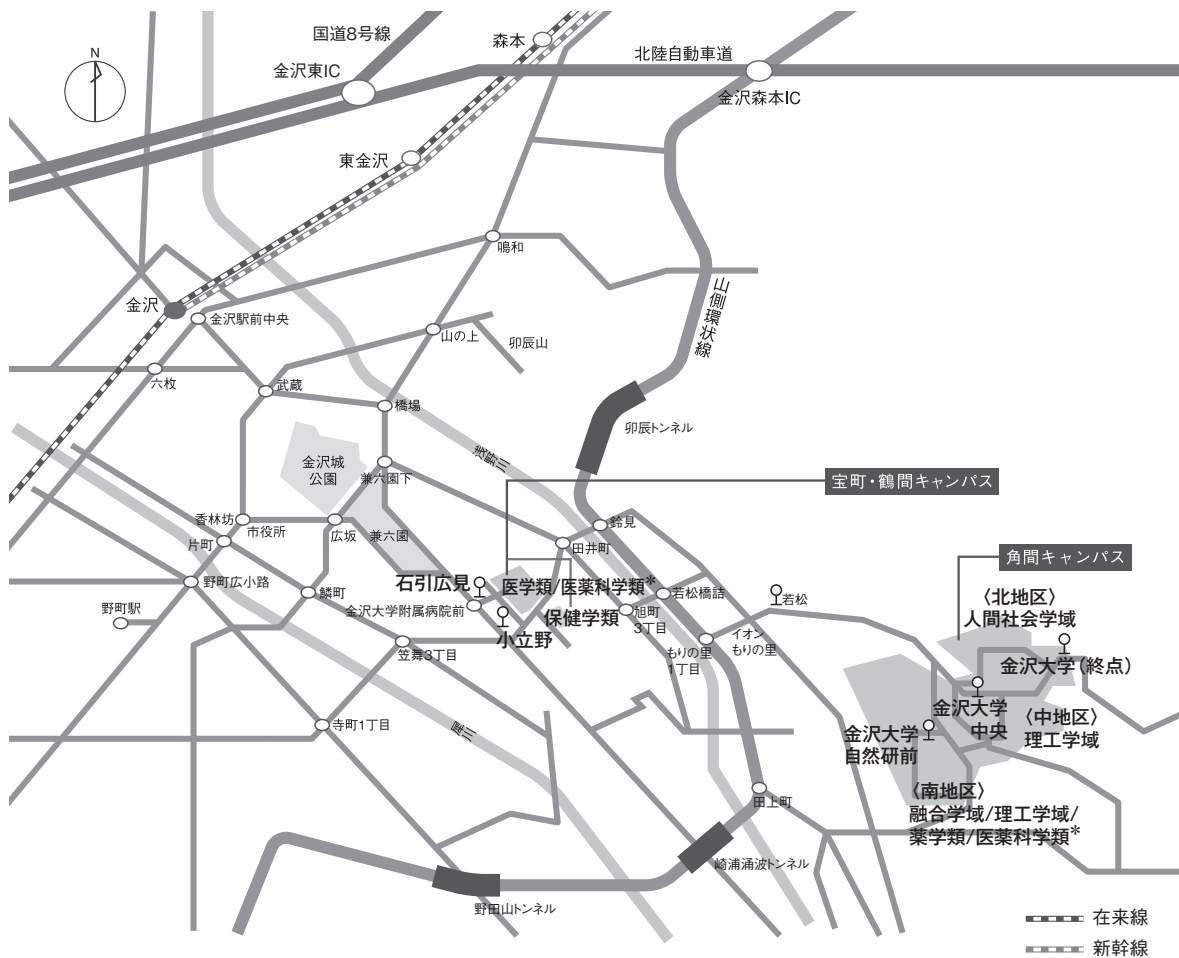 国道8号線
森本
北陸自動車道
N
金沢東IC
金沢森本IC
東金沢
鳴和
山側環状線
金沢
金沢駅前中央
山の上
卯辰山
六枚
武蔵
橋場
卯辰トンネル
浅野川
金沢城
公園
兼六園下
宝町・鶴間キャンパス
香林坊
市役所
広坂
兼六園
鈴見
片町
田井町
角間キャンパス
野町広小路
石引広見
医学類/医薬科学類*
若松橋詰
若松
〈北地区〉
人間社会学域
野町駅
鱗町
金沢大学附属病院前
保健学類
旭町
3丁目
小立野
笠舞3丁目
もりの里
1丁目
イオン
もりの里
金沢大学(終点)
金沢大学
中央
〈中地区〉
理工学域
寺町1丁目
犀川
金沢大学
自然研前
田上町
〈南地区〉
融合学域/理工学域/
薬学類/医薬科学類*
崎浦涌波トンネル
野田山トンネル
在来線
新幹線